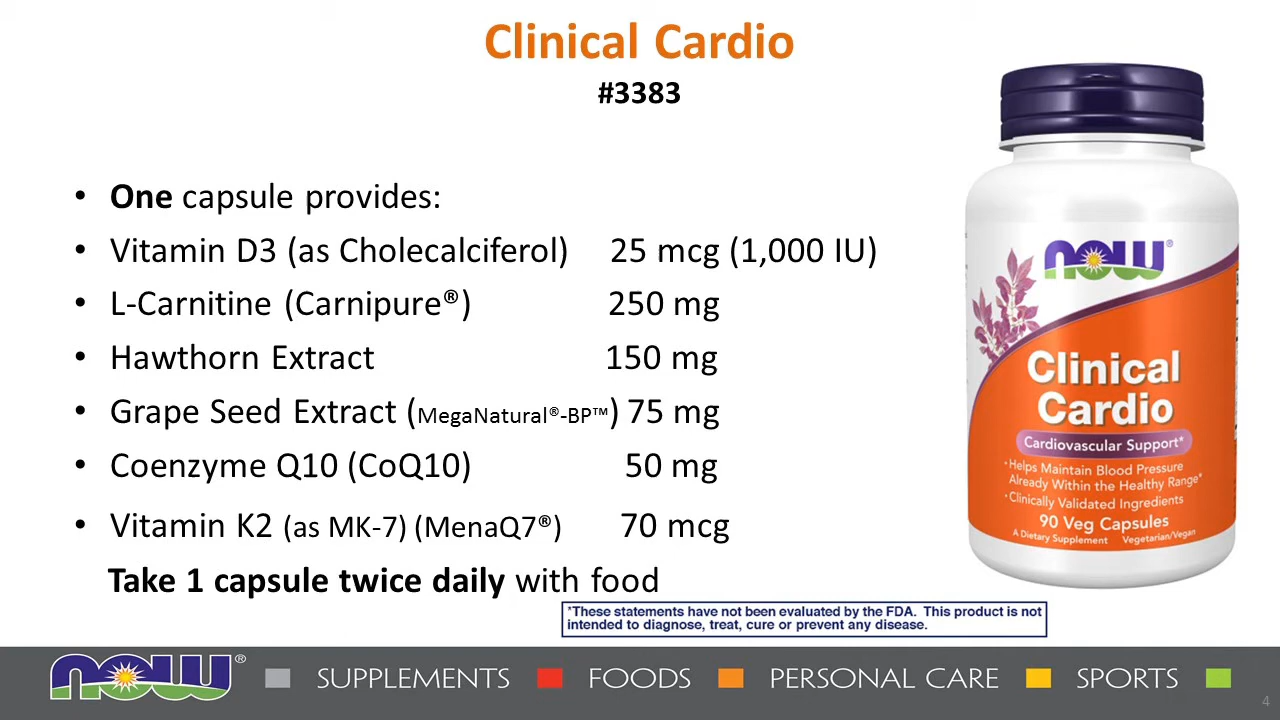 Clinical Cardio
#3383
• One capsule provides:
• Vitamin D3 (as Cholecalciferol) 25 mcg (1,000 IU)
• L-Carnitine (Carnipure®) 250 mg
• Hawthorn Extract 150 mg
• Grape Seed Extract (MegaNatural®-BP™) 75 mg
• Coenzyme Q10 (CoQ10) 50 mg
• Vitamin K2 (as MK-7) (MenaQ7®) 70 mcg
Take 1 capsule twice daily with food
*These statements have not been evaluated by the FDA. This product is not
intended to diagnose, treat, cure or prevent any disease.
now®
Clinical
Cardio
Cardiovascular Support*
• Helps Maintain Blood Pressure
Already Within the Healthy Range*
• Clinically Validated Ingredients
90 Veg Capsules
A Dietary Supplement Vegetarian/Vegan
now® SUPPLEMENTS FOODS PERSONAL CARE SPORTS
4